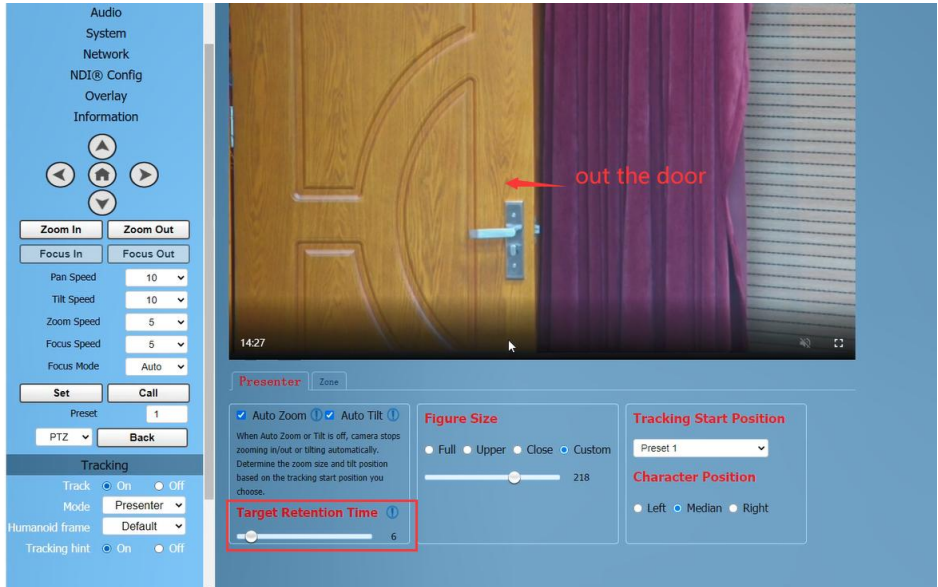 Audio
System
Network
NDI® Config
Overlay
Information
Zoom In Zoom Out
Focus In Focus Out
Pan Speed 10
Tilt Speed 10
Zoom Speed 5
Focus Speed 5
Focus Mode Auto
Set Call
Preset 1
PTZ Back
Tracking
Track On Off
Mode Presenter
Humanoid frame Default
Tracking hint On Off
out the door
14:27
Presenter Zone
Auto Zoom Auto Tilt
When Auto Zoom or Tilt is off, camera stops
zooming in/out or tilting automatically.
Determine the zoom size and tilt position
based on the tracking start position you
choose.
Target Retention Time
6
Figure Size
Full Upper Close Custom
218
Tracking Start Position
Preset 1
Character Position
Left Median Right